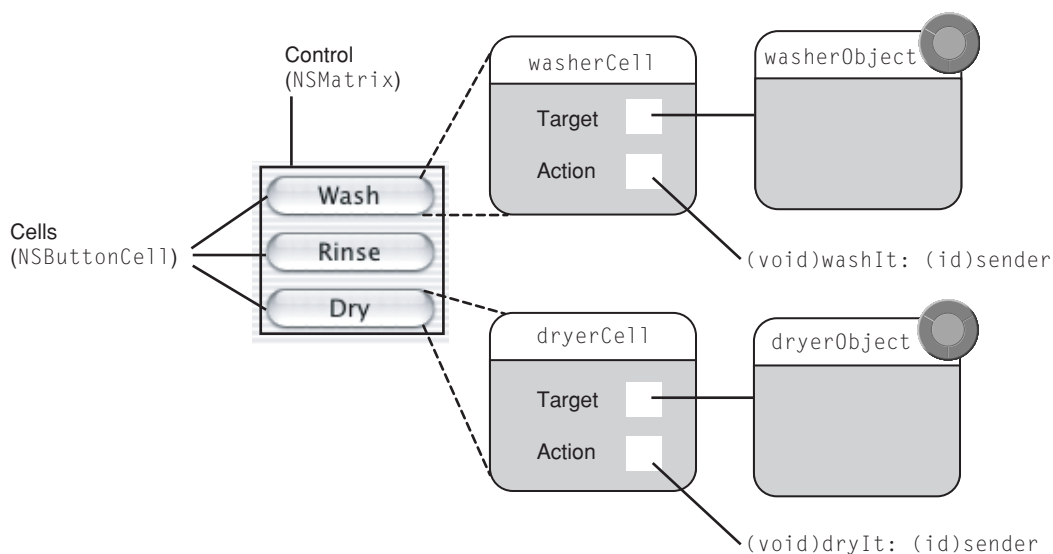 Control
(NSMatrix)
Cells
(NSButtonCell)
Wash
Rinse
Dry
washerCell
Target
Action
washerObject
(void)washIt: (id)sender
dryerCell
Target
Action
dryerObject
(void)dryIt: (id)sender